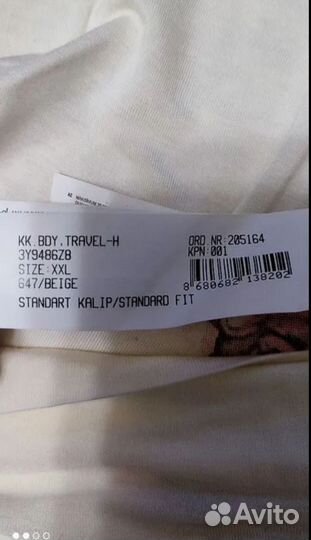 KK.BDY.TRAVEL-H
3Y9486Z8
SIZE:XXL
G47/BEIGE
ORD.NR:205164
KPN:001
8 680682 138202
STANDART KALIP/STANDARD FIT
Avito